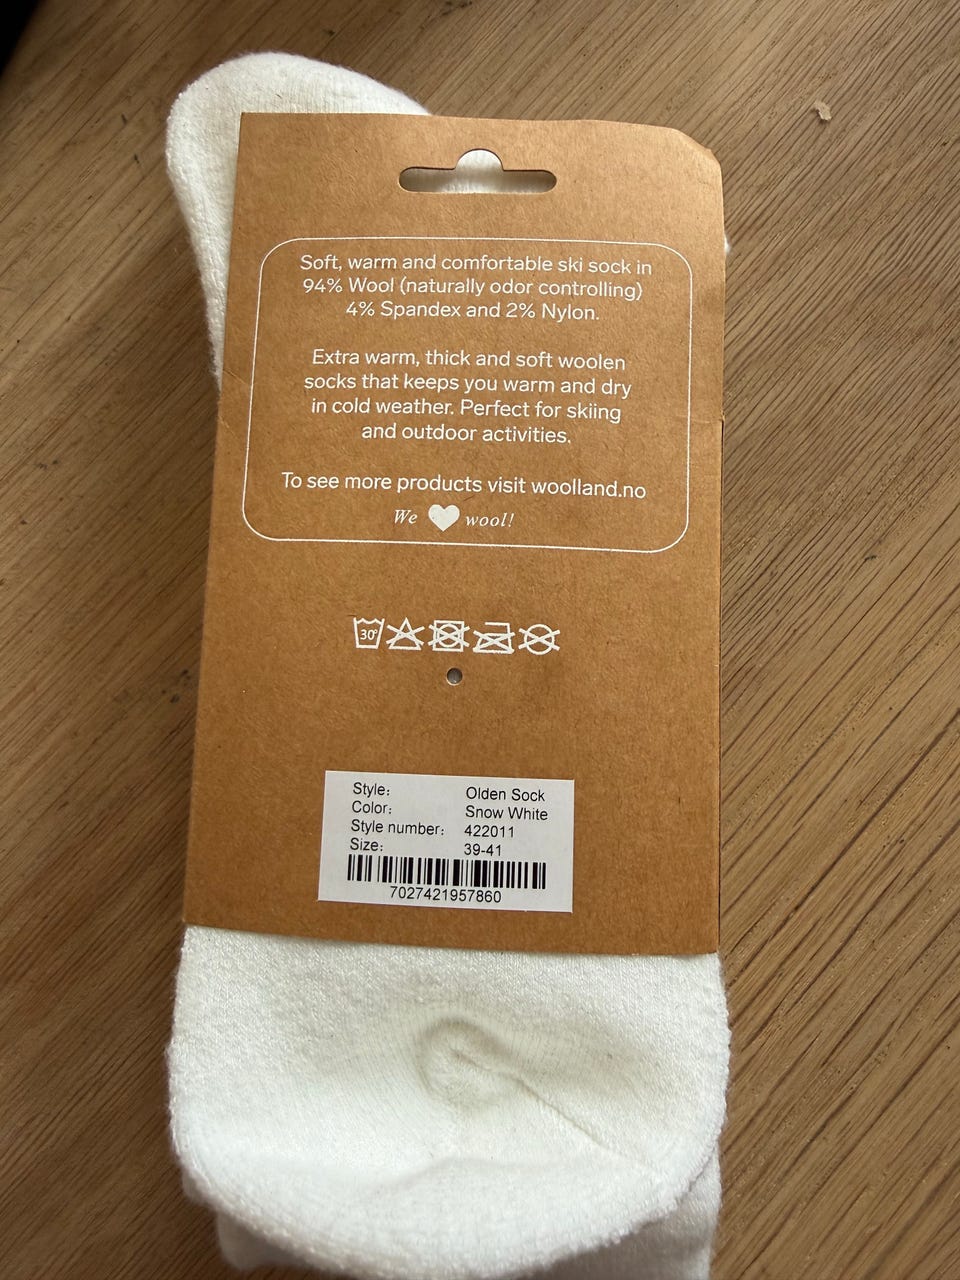 Soft, warm and comfortable ski sock in
94% Wool (naturally odor controlling)
4% Spandex and 2% Nylon.
Extra warm, thick and soft woolen
socks that keeps you warm and dry
in cold weather. Perfect for skiing
and outdoor activities.
To see more products visit woolland.no
We wool!
30°
Style: Olden Sock
Color: Snow White
Style number: 422011
Size: 39-41
7027421957860